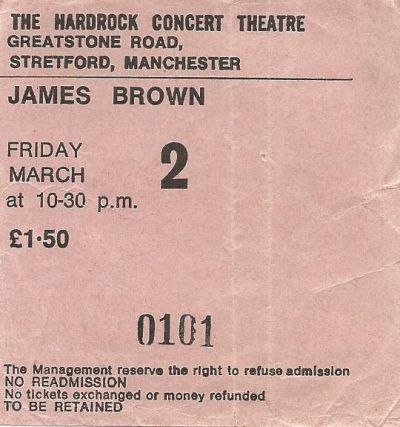 THE HARDROCK CONCERT THEATRE
GREATSTONE ROAD,
STRETFORD, MANCHESTER
JAMES BROWN
FRIDAY
MARCH
2
at 10-30 p.m.
£1·50
0101
The Management reserve the right to refuse admission
NO READMISSION
No tickets exchanged or money refunded
TO BE RETAINED